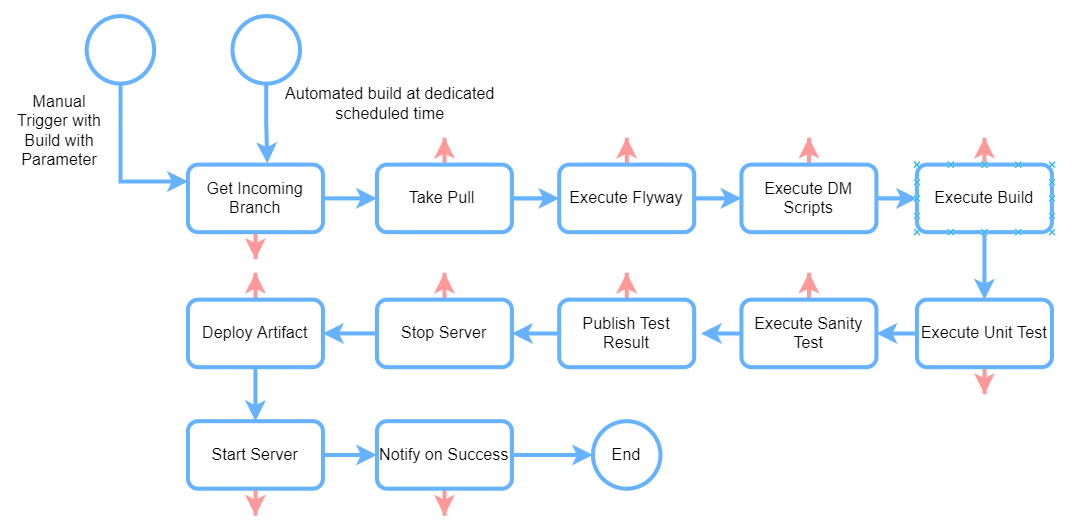 Manual
Trigger with
Build with
Parameter
Automated build at dedicated
scheduled time
Get Incoming
Branch
Take Pull
Execute Flyway
Execute DM
Scripts
Execute Build
Deploy Artifact
Stop Server
Publish Test
Result
Execute Sanity
Test
Execute Unit Test
Start Server
Notify on Success
End